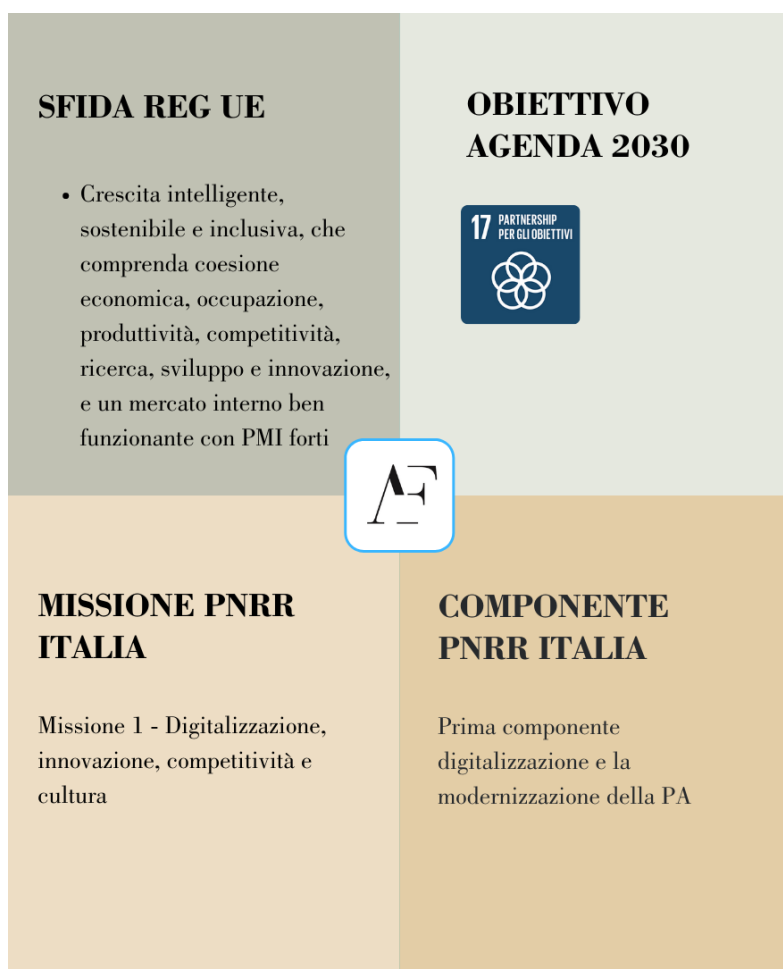 SFIDA REG UE
• Crescita intelligente,
sostenibile e inclusiva, che
comprenda coesione
economica, occupazione,
produttività, competitività,
ricerca, sviluppo e innovazione,
e un mercato interno ben
funzionante con PMI forti
OBIETTIVO
AGENDA 2030
17 PARTNERSHIP
PER GLI OBIETTIVI
AF
MISSIONE PNRR
ITALIA
Missione 1 - Digitalizzazione,
innovazione, competitività e
cultura
COMPONENTE
PNRR ITALIA
Prima componente
digitalizzazione e la
modernizzazione della PA